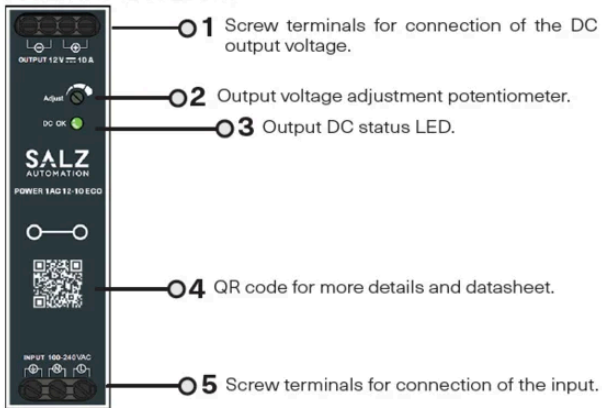 1 Screw terminals for connection of the DC
output voltage.
OUTPUT 12 V ⎓ 10 A
Adjust
2 Output voltage adjustment potentiometer.
DC OK
3 Output DC status LED.
SALZ
AUTOMATION
POWER 1AC 12-10 ECO
4 QR code for more details and datasheet.
INPUT 100-240VAC
N L
5 Screw terminals for connection of the input.